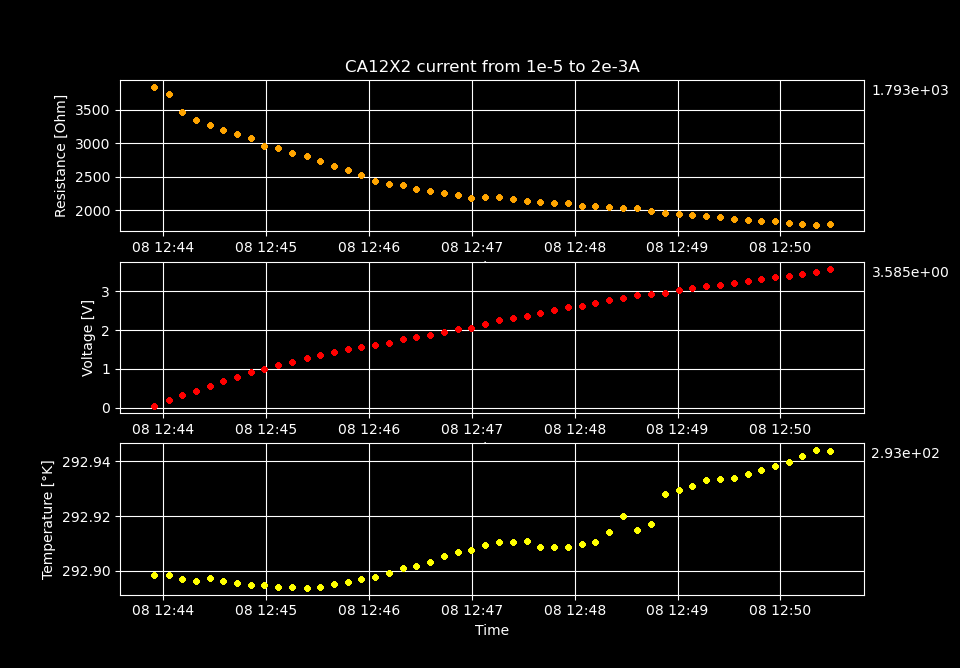 CA12X2 current from 1e-5 to 2e-3A
1.793e+03
Resistance [Ohm]
3500
3000
2500
2000
08 12:44 08 12:45 08 12:46 08 12:47 08 12:48 08 12:49 08 12:50
3.585e+00
Voltage [V]
3
2
1
0
08 12:44 08 12:45 08 12:46 08 12:47 08 12:48 08 12:49 08 12:50
2.93e+02
Temperature [°K]
292.94
292.92
292.90
08 12:44 08 12:45 08 12:46 08 12:47 08 12:48 08 12:49 08 12:50
Time